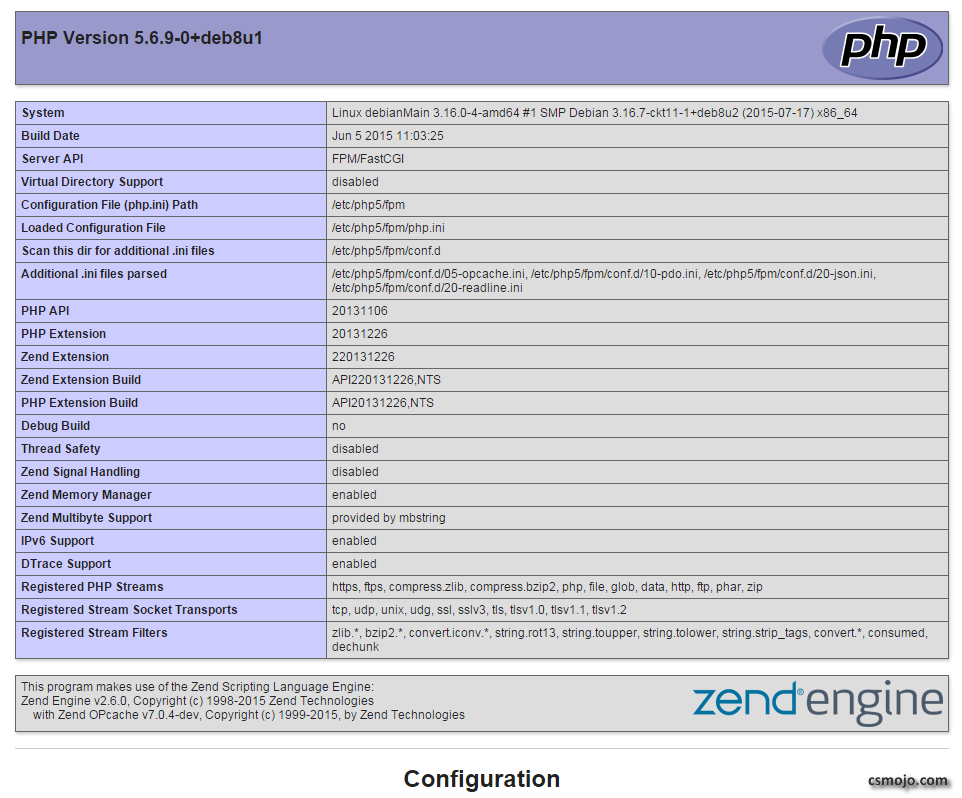 PHP Version 5.6.9-0+deb8u1
php
System Linux debianMain 3.16.0-4-amd64 #1 SMP Debian 3.16.7-ckt11-1+deb8u2 (2015-07-17) x86_64
Build Date Jun 5 2015 11:03:25
Server API FPM/FastCGI
Virtual Directory Support disabled
Configuration File (php.ini) Path /etc/php5/fpm
Loaded Configuration File /etc/php5/fpm/php.ini
Scan this dir for additional .ini files /etc/php5/fpm/conf.d
Additional .ini files parsed /etc/php5/fpm/conf.d/05-opcache.ini, /etc/php5/fpm/conf.d/10-pdo.ini, /etc/php5/fpm/conf.d/20-json.ini,
/etc/php5/fpm/conf.d/20-readline.ini
PHP API 20131106
PHP Extension 20131226
Zend Extension 220131226
Zend Extension Build API220131226,NTS
PHP Extension Build API20131226,NTS
Debug Build no
Thread Safety disabled
Zend Signal Handling disabled
Zend Memory Manager enabled
Zend Multibyte Support provided by mbstring
IPv6 Support enabled
DTrace Support enabled
Registered PHP Streams https, ftps, compress.zlib, compress.bzip2, php, file, glob, data, http, ftp, phar, zip
Registered Stream Socket Transports tcp, udp, unix, udg, ssl, sslv3, tls, tlsv1.0, tlsv1.1, tlsv1.2
Registered Stream Filters zlib.*, bzip2.*, convert.iconv.*, string.rot13, string.toupper, string.tolower, string.strip_tags, convert.*, consumed,
dechunk
This program makes use of the Zend Scripting Language Engine:
Zend Engine v2.6.0, Copyright (c) 1998-2015 Zend Technologies
with Zend OPcache v7.0.4-dev, Copyright (c) 1999-2015, by Zend Technologies
zend® engine
Configuration
csmojo.com